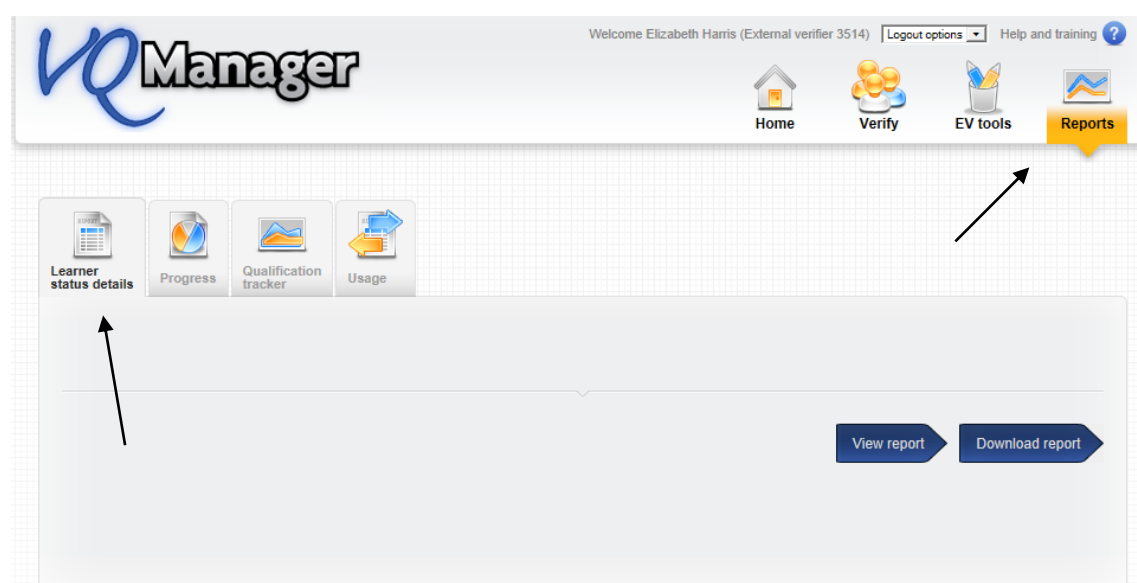 Welcome Elizabeth Harris (External verifier 3514) Logout options Help and training ?
VQManager
Home Verify EV tools Reports
REPORT
Learner
status details
Progress
Qualification
tracker
Usage
View report Download report